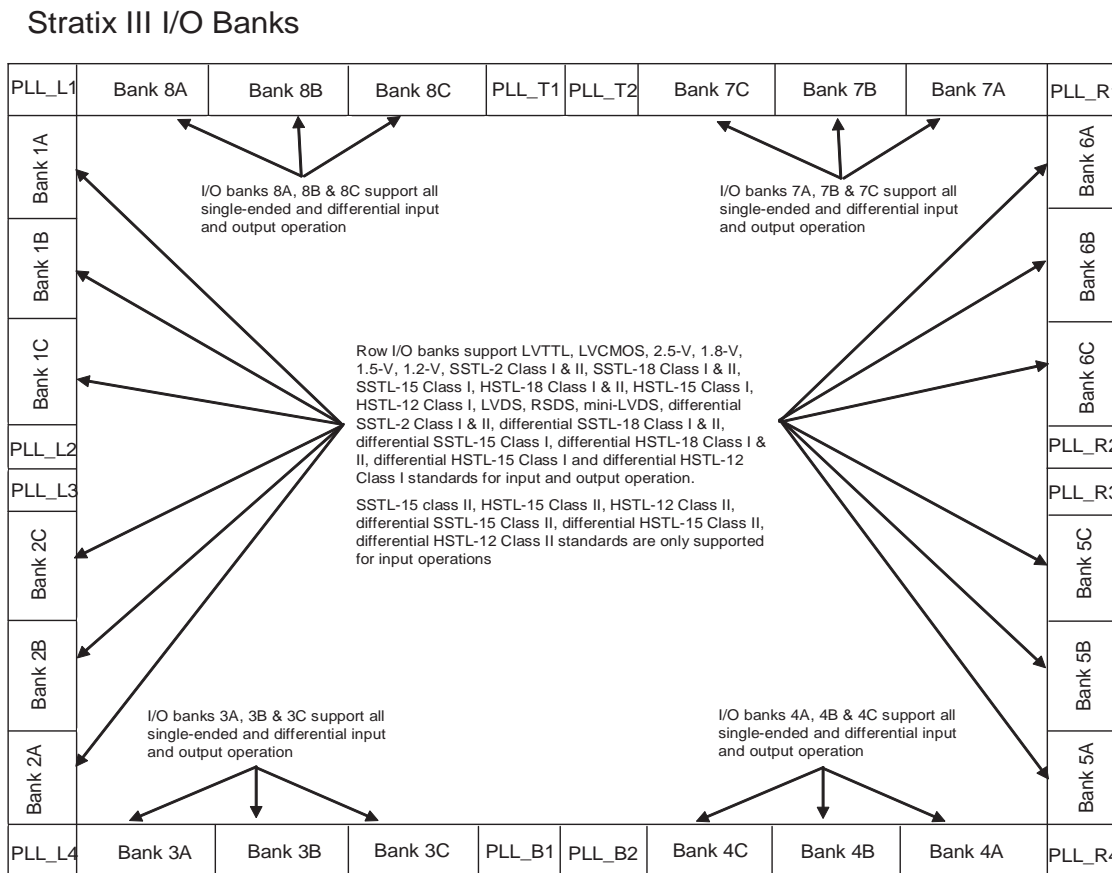 Stratix III I/O Banks
PLL_L1
Bank 8A
Bank 8B
Bank 8C
PLL_T1
PLL_T2
Bank 7C
Bank 7B
Bank 7A
PLL_R
Bank 1A
Bank 1B
Bank 1C
PLL_L2
PLL_L3
Bank 2C
Bank 2B
Bank 2A
I/O banks 8A, 8B & 8C support all
single-ended and differential input
and output operation
I/O banks 7A, 7B & 7C support all
single-ended and differential input
and output operation
Row I/O banks support LVTTL, LVCMOS, 2.5-V, 1.8-V,
1.5-V, 1.2-V, SSTL-2 Class I & II, SSTL-18 Class I & II,
SSTL-15 Class I, HSTL-18 Class I & II, HSTL-15 Class I,
HSTL-12 Class I, LVDS, RSDS, mini-LVDS, differential
SSTL-2 Class I & II, differential SSTL-18 Class I & II,
differential SSTL-15 Class I, differential HSTL-18 Class I &
II, differential HSTL-15 Class I and differential HSTL-12
Class I standards for input and output operation.
SSTL-15 class II, HSTL-15 Class II, HSTL-12 Class II,
differential SSTL-15 Class II, differential HSTL-15 Class II,
differential HSTL-12 Class II standards are only supported
for input operations
I/O banks 3A, 3B & 3C support all
single-ended and differential input
and output operation
I/O banks 4A, 4B & 4C support all
single-ended and differential input
and output operation
Bank 6A
Bank 6B
Bank 6C
PLL_R2
PLL_R3
Bank 5C
Bank 5B
Bank 5A
PLL_L4
Bank 3A
Bank 3B
Bank 3C
PLL_B1
PLL_B2
Bank 4C
Bank 4B
Bank 4A
PLL_R4